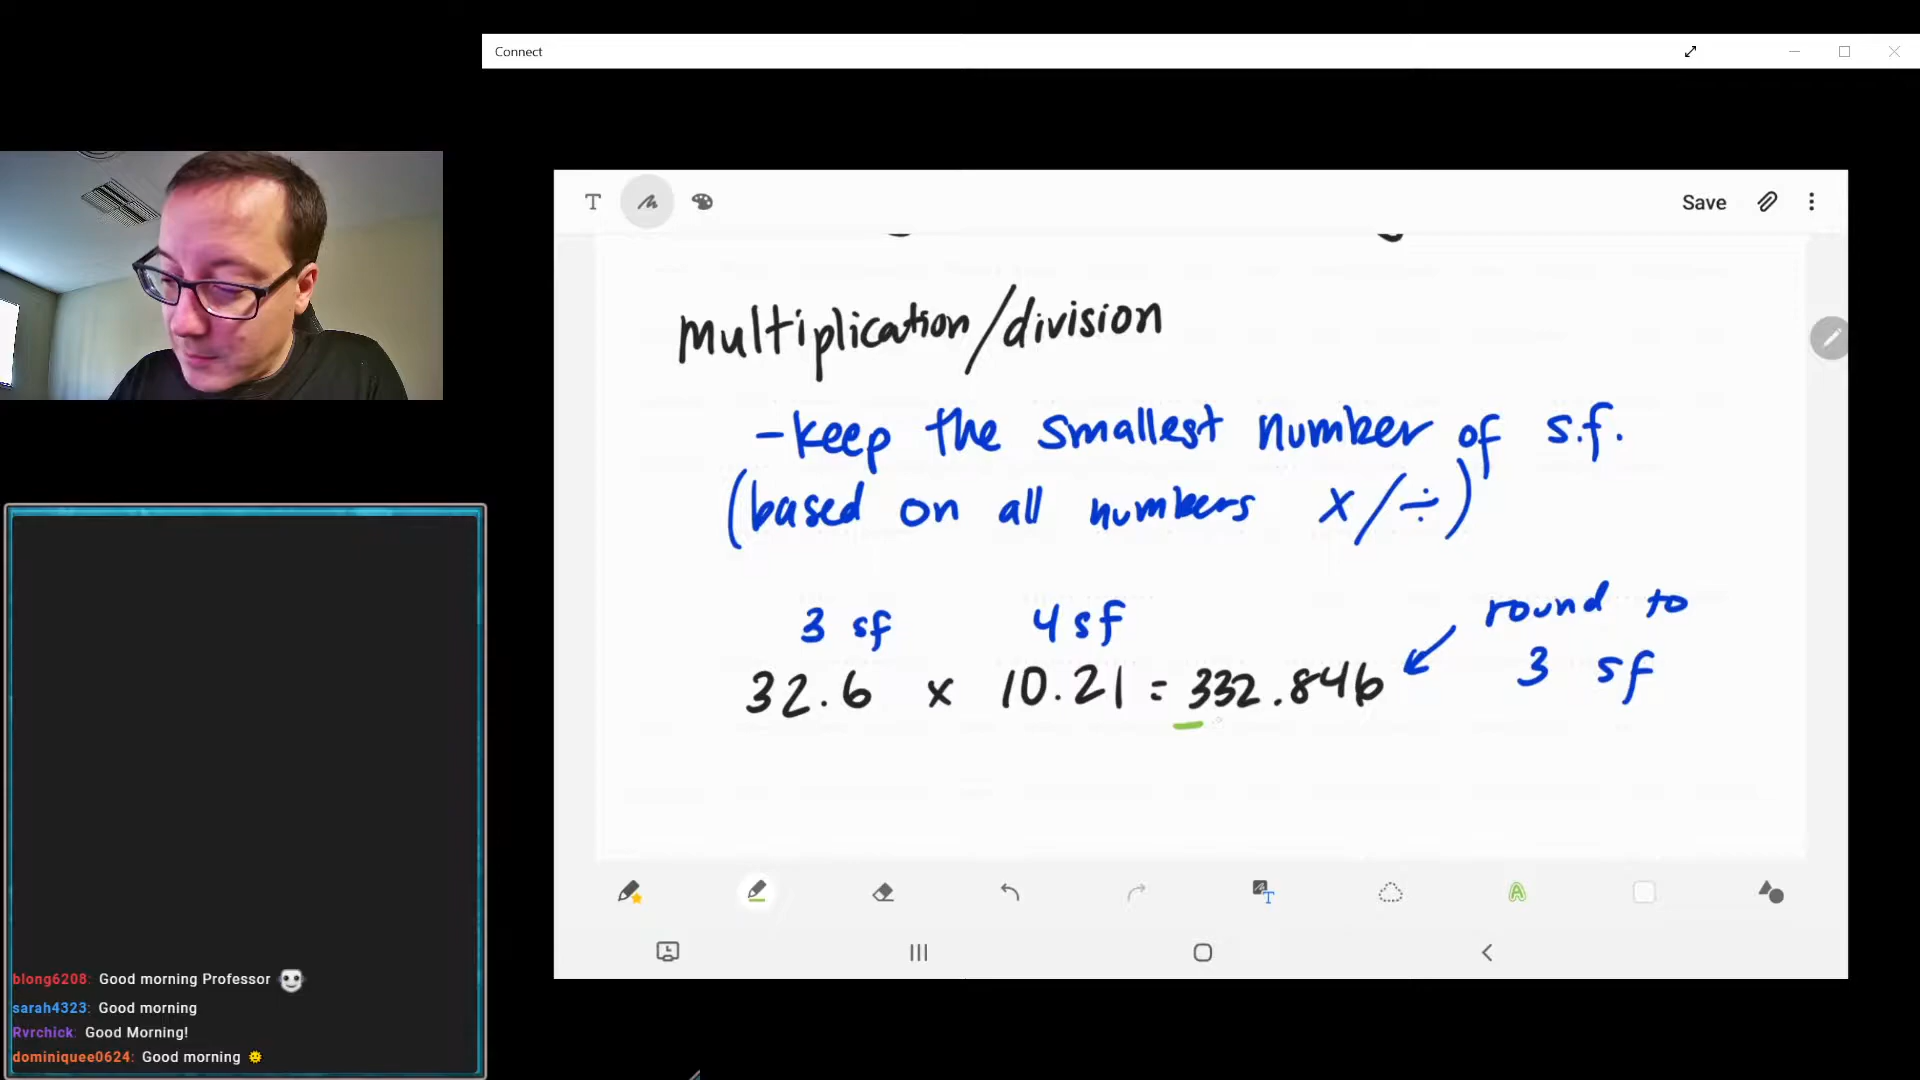 Connect
T
Save
Multiplication/division
-keep the smallest number of s.f.
(based on all numbers x/÷)
3 sf 4 sf
round to
3 sf
32.6 x 10.21 = 332.846
T
A
blong6208: Good morning Professor
sarah4323: Good morning
Rvrchick: Good Morning!
dominiquee0624: Good morning